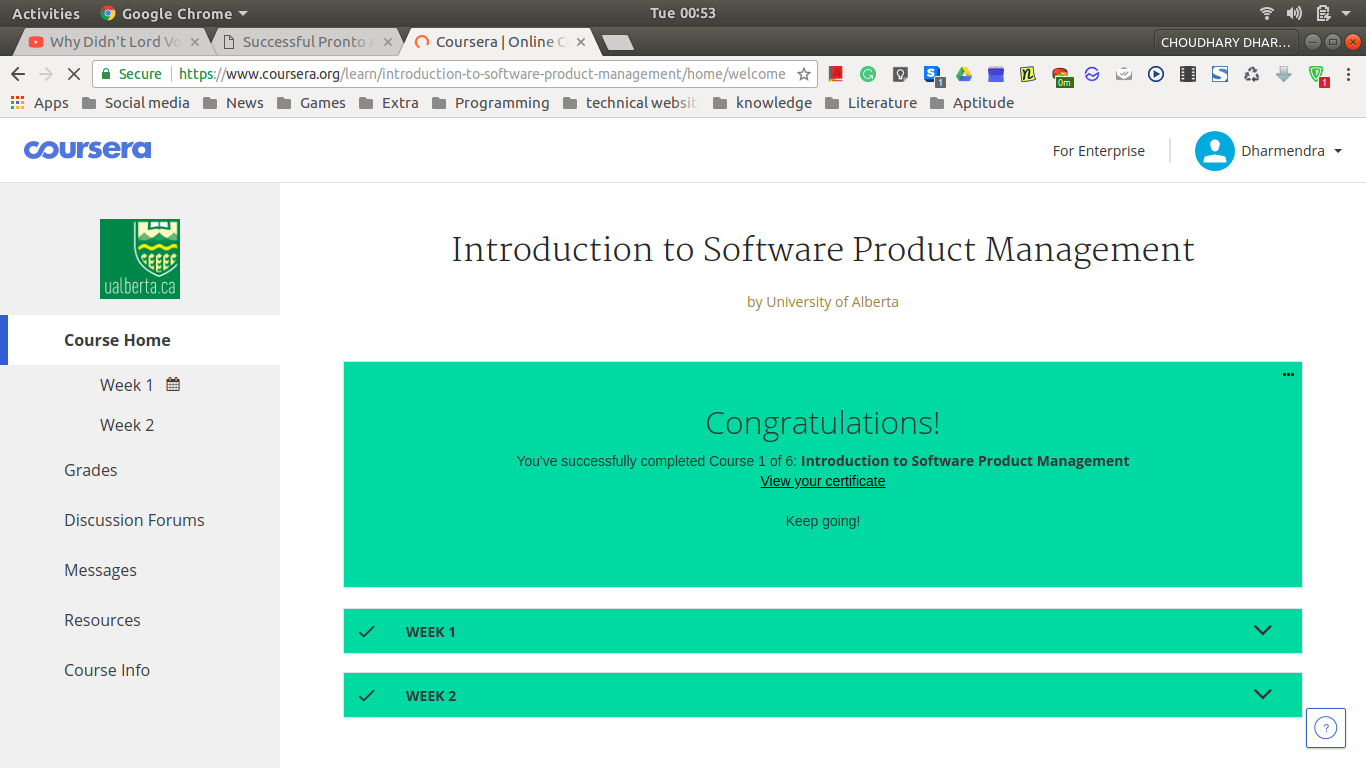 Activities Google Chrome Tue 00:53
Why Didn't Lord Vo Successful Pronto A Coursera | Online C CHOUDHARY DHAR...
Secure https://www.coursera.org/learn/introduction-to-software-product-management/home/welcome 1 0m 1
Apps Social media News Games Extra Programming technical websit knowledge Literature Aptitude
coursera For Enterprise Dharmendra
ualberta.ca
Introduction to Software Product Management
by University of Alberta
Course Home
Week 1
Week 2
Grades
Discussion Forums
Messages
Resources
Course Info
Congratulations!
You've successfully completed Course 1 of 6: Introduction to Software Product Management
View your certificate
Keep going!
WEEK 1
WEEK 2
?